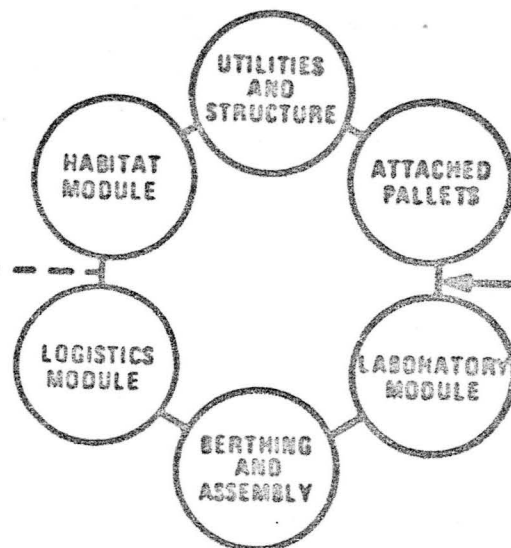 UTILITIES
AND
STRUCTURE
HABITAT
MODULE
ATTACHED
PALLETS
LOGISTICS
MODULE
LABORATORY
MODULE
BERTHING
AND
ASSEMBLY